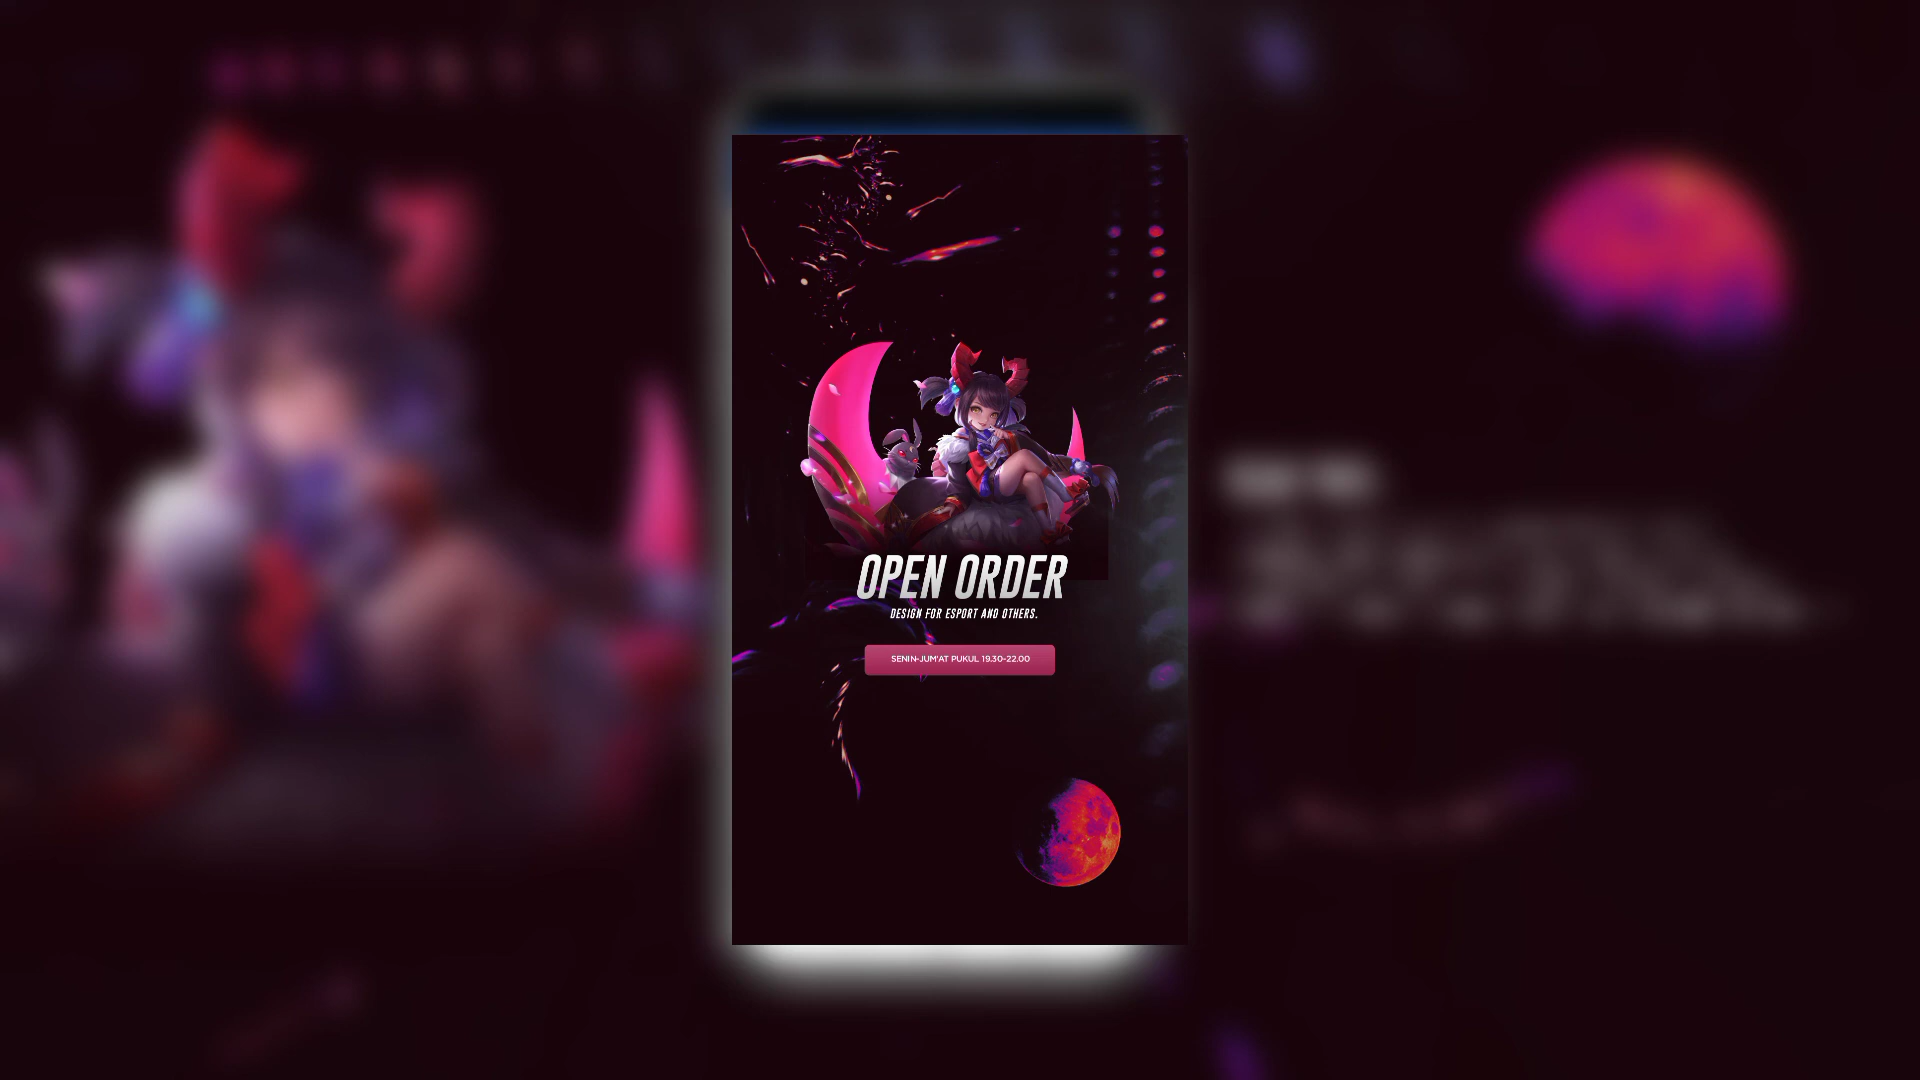 OPEN ORDER
DESIGN FOR ESPORT AND OTHERS.
SENIN-JUM'AT PUKUL 19.30-22.00